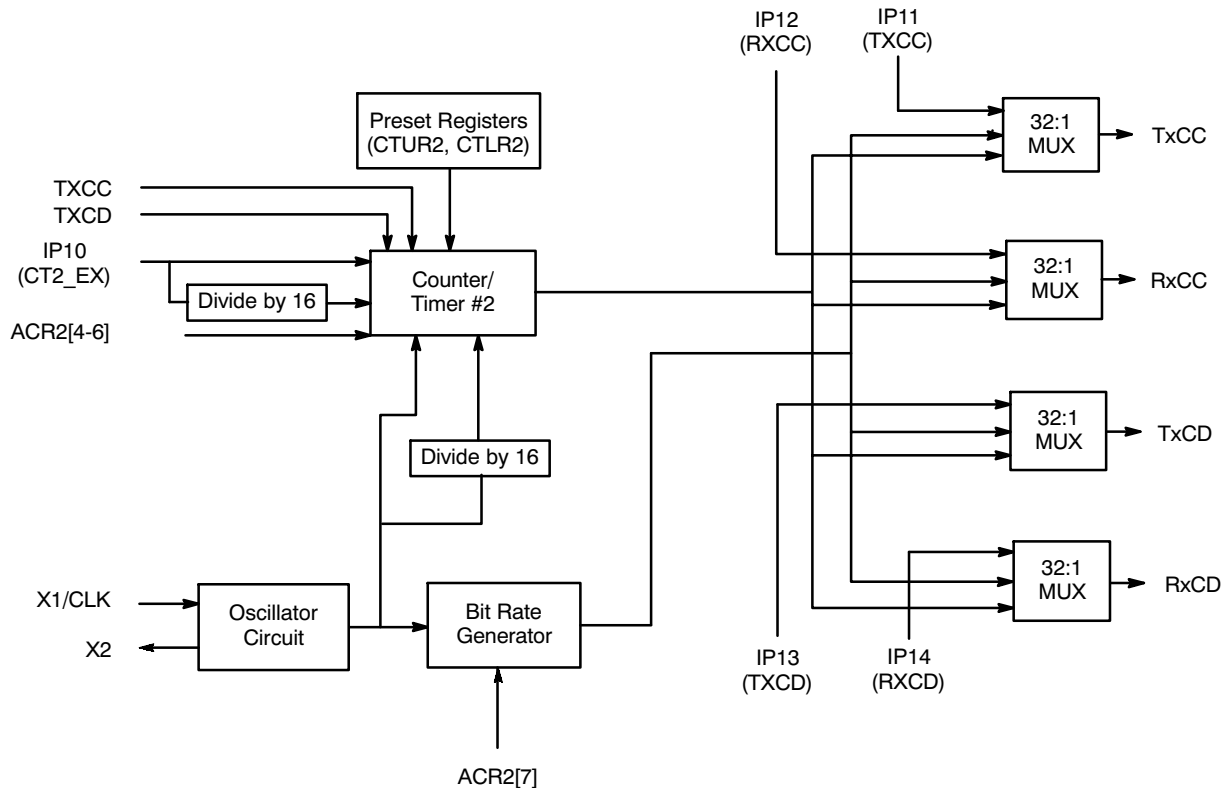 IP12
(RXCC)
IP11
(TXCC)
Preset Registers
(CTUR2, CTLR2)
32:1
MUX
TxCC
TXCC
TXCD
IP10
(CT2_EX)
Divide by 16
ACR2[4-6]
Counter/
Timer #2
32:1
MUX
RxCC
Divide by 16
32:1
MUX
TxCD
X1/CLK
X2
Oscillator
Circuit
Bit Rate
Generator
32:1
MUX
RxCD
IP13
(TXCD)
IP14
(RXCD)
ACR2[7]